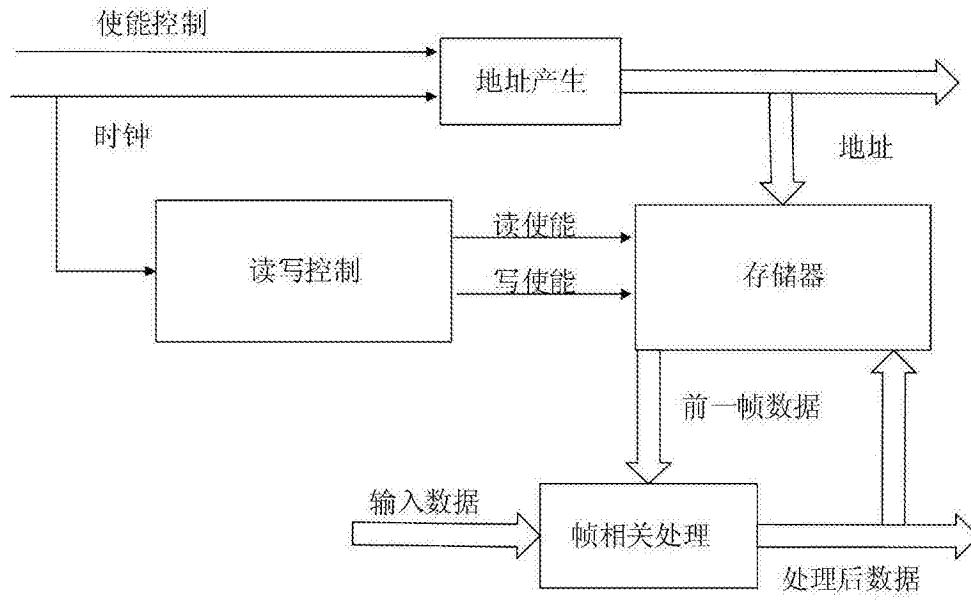 使能控制
地址产生
时钟
地址
读写控制
读使能
写使能
存储器
前一帧数据
输入数据
帧相关处理
处理后数据